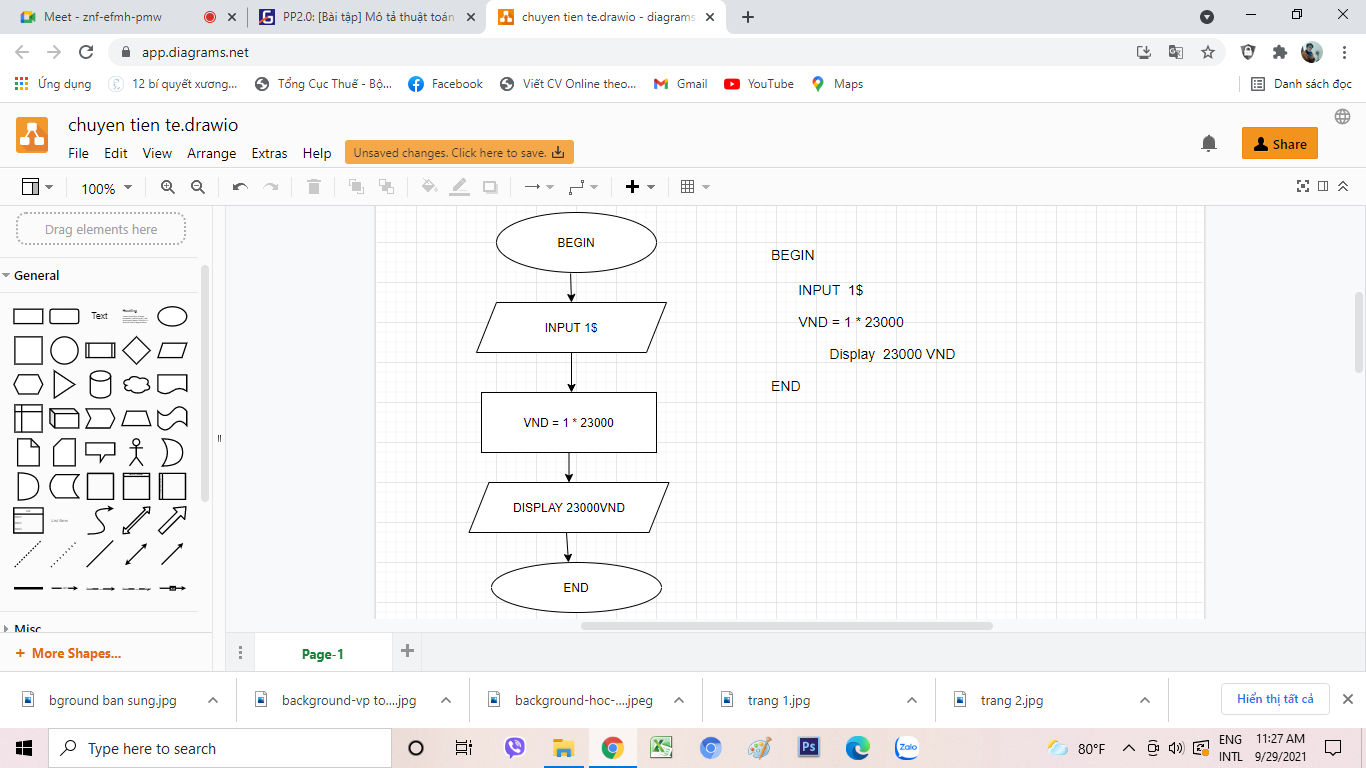 Meet - znf-efmh-pmw
PP2.0: [Bài tập] Mô tả thuật toán
chuyen tien te.drawio - diagrams
app.diagrams.net
Ứng dụng
12 bí quyết xương...
Tổng Cục Thuế - Bộ...
Facebook
Viết CV Online theo...
Gmail
YouTube
Maps
Danh sách đọc
chuyen tien te.drawio
File Edit View Arrange Extras Help
Unsaved changes. Click here to save.
Share
100%
Drag elements here
General
Text
Heading
Misc
+ More Shapes...
BEGIN
INPUT 1$
VND = 1 * 23000
DISPLAY 23000VND
END
BEGIN
INPUT 1$
VND = 1 * 23000
Display 23000 VND
END
Page-1
bground ban sung.jpg
background-vp to....jpg
background-hoc-....jpeg
trang 1.jpg
trang 2.jpg
Hiển thị tất cả
Type here to search
Ps
Zalo
80°F
ENG
INTL
11:27 AM
9/29/2021